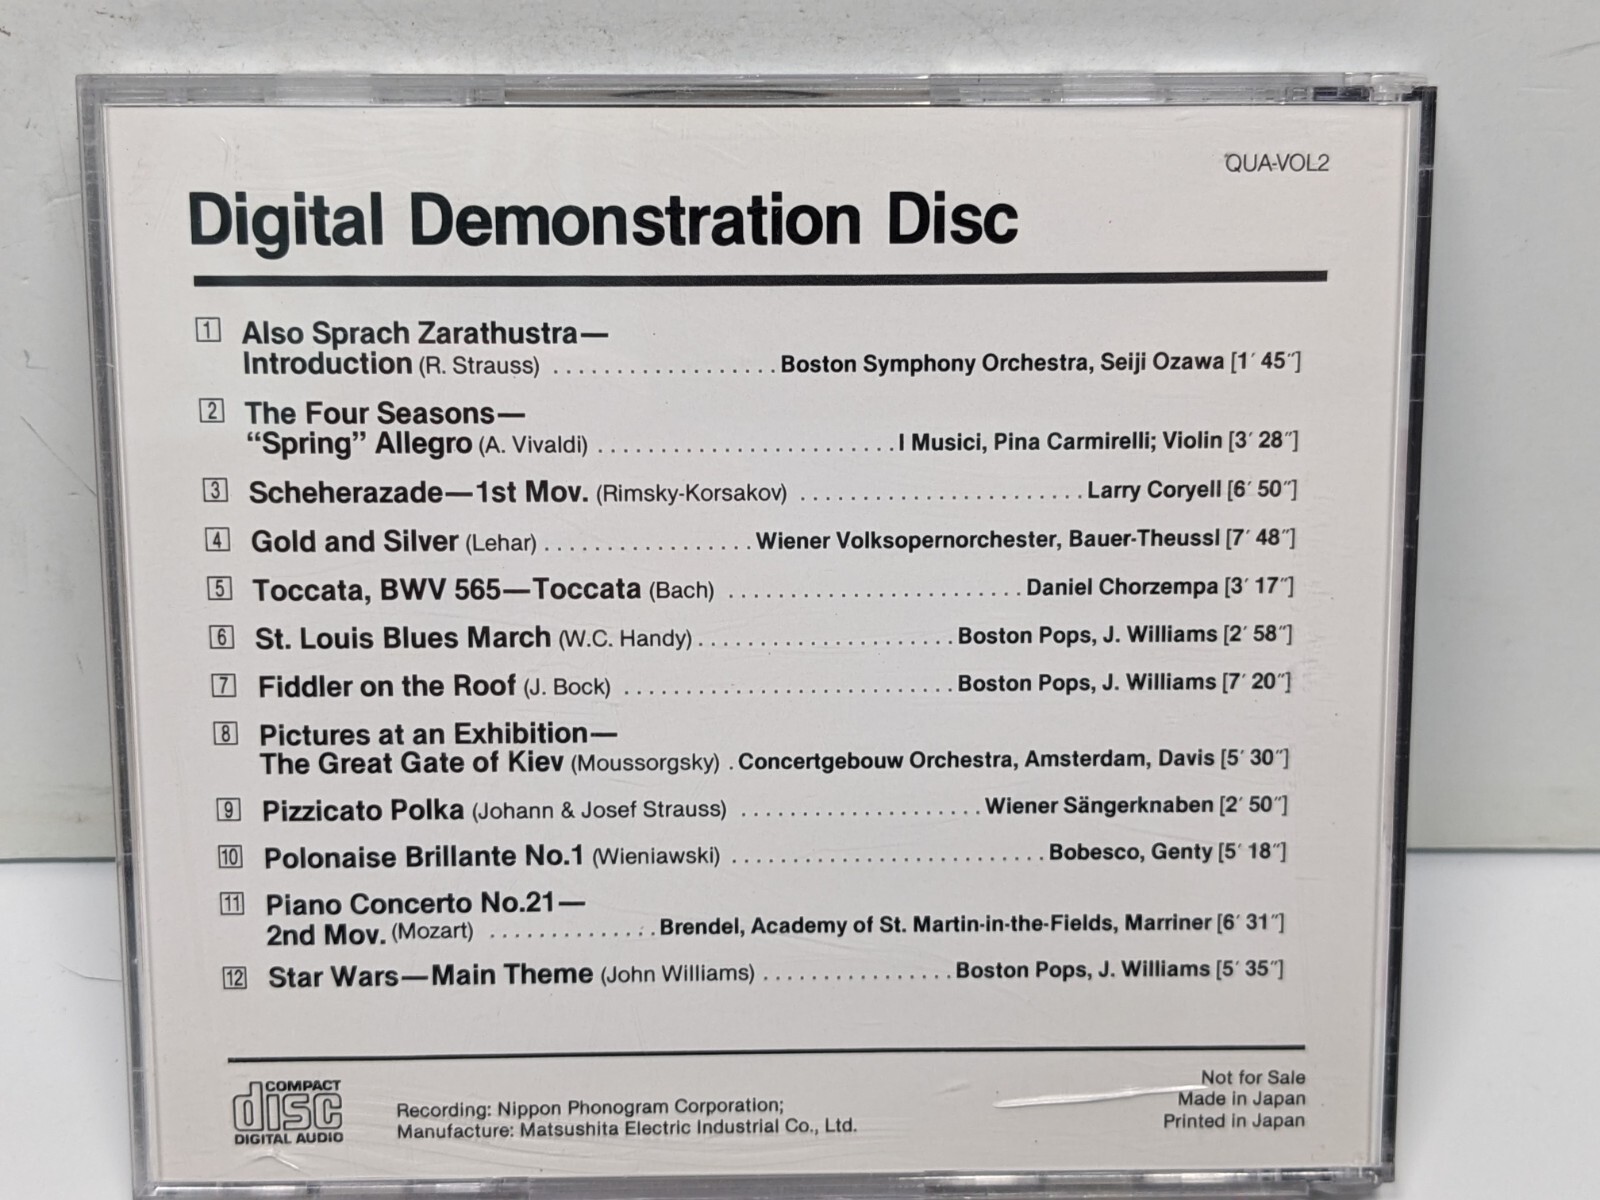 QUA-VOL2
Digital Demonstration Disc
1 Also Sprach Zarathustra—
Introduction (R. Strauss) .................. Boston Symphony Orchestra, Seiji Ozawa [1′ 45″]
2 The Four Seasons—
“Spring” Allegro (A. Vivaldi) ........................ I Musici, Pina Carmirelli; Violin [3′ 28″]
3 Scheherazade—1st Mov. (Rimsky-Korsakov) ....................... Larry Coryell [6′ 50″]
4 Gold and Silver (Lehar) ................. Wiener Volksopernorchester, Bauer-Theussl [7′ 48″]
5 Toccata, BWV 565—Toccata (Bach) ........................ Daniel Chorzempa [3′ 17″]
6 St. Louis Blues March (W.C. Handy) .................... Boston Pops, J. Williams [2′ 58″]
7 Fiddler on the Roof (J. Bock) .......................... Boston Pops, J. Williams [7′ 20″]
8 Pictures at an Exhibition—
The Great Gate of Kiev (Moussorgsky) . Concertgebouw Orchestra, Amsterdam, Davis [5′ 30″]
9 Pizzicato Polka (Johann & Josef Strauss) ................... Wiener Sängerknaben [2′ 50″]
10 Polonaise Brillante No.1 (Wieniawski) ......................... Bobesco, Genty [5′ 18″]
11 Piano Concerto No.21—
2nd Mov. (Mozart) .............. Brendel, Academy of St. Martin-in-the-Fields, Marriner [6′ 31″]
12 Star Wars—Main Theme (John Williams) ............... Boston Pops, J. Williams [5′ 35″]
COMPACT
disc
DIGITAL AUDIO
Recording: Nippon Phonogram Corporation;
Manufacture: Matsushita Electric Industrial Co., Ltd.
Not for Sale
Made in Japan
Printed in Japan